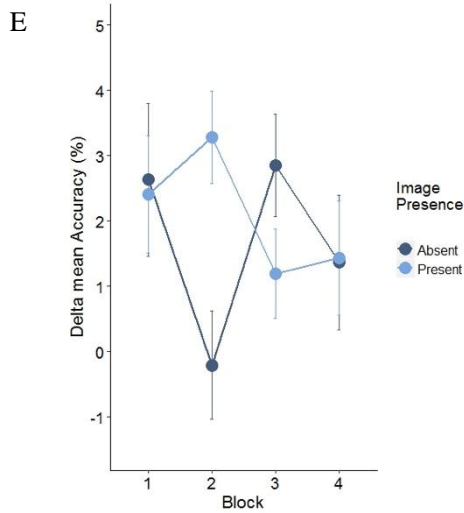 E
5
4
3
2
1
0
-1
Delta mean Accuracy (%)
1 2 3 4
Block
Image
Presence
Absent
Present